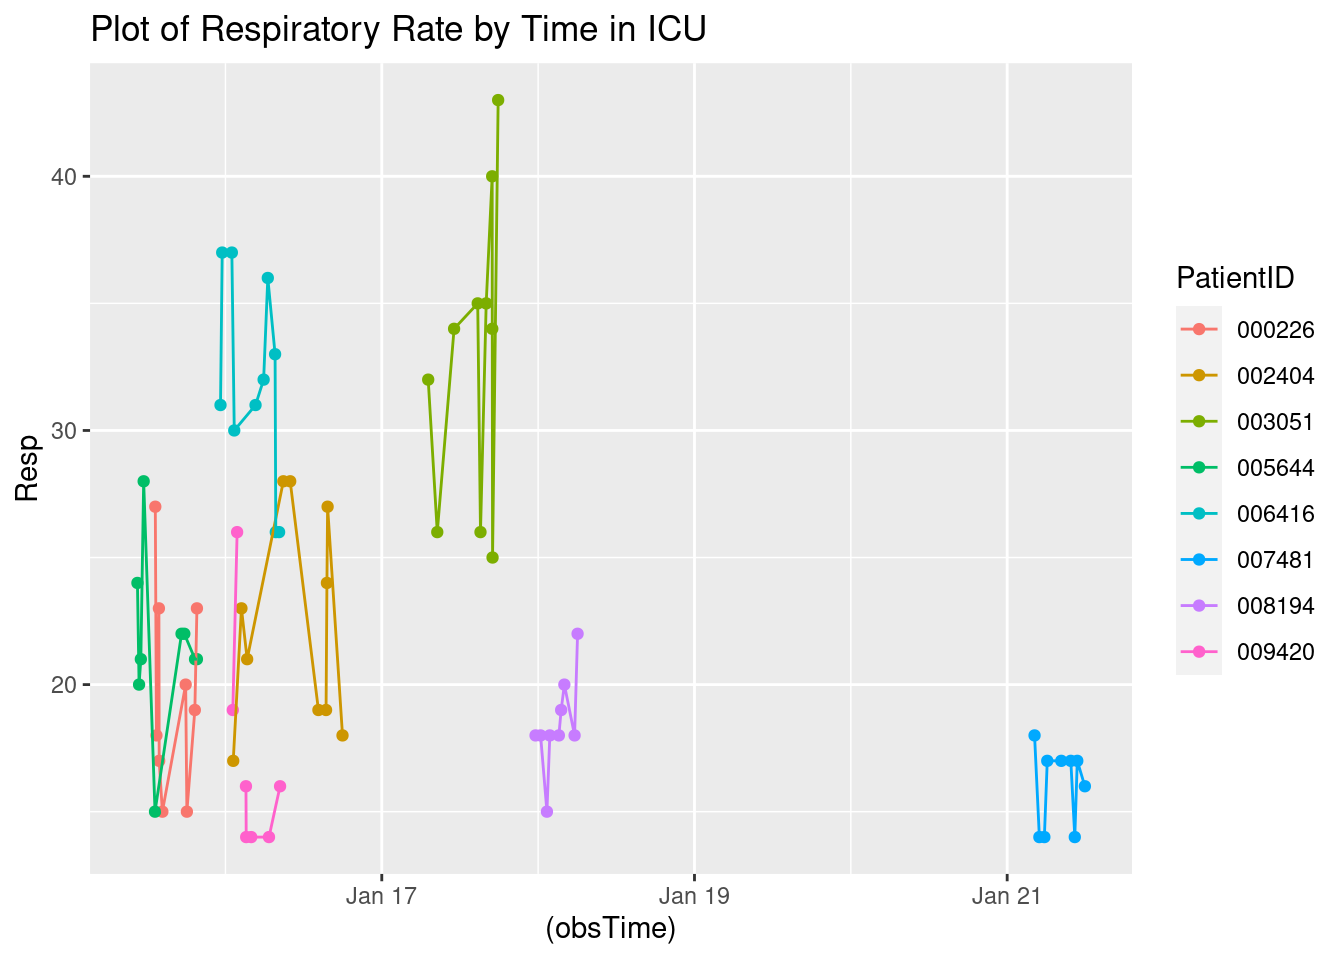 Plot of Respiratory Rate by Time in ICU
Resp
40
30
20
Jan 17
Jan 19
Jan 21
(obsTime)
PatientID
000226
002404
003051
005644
006416
007481
008194
009420